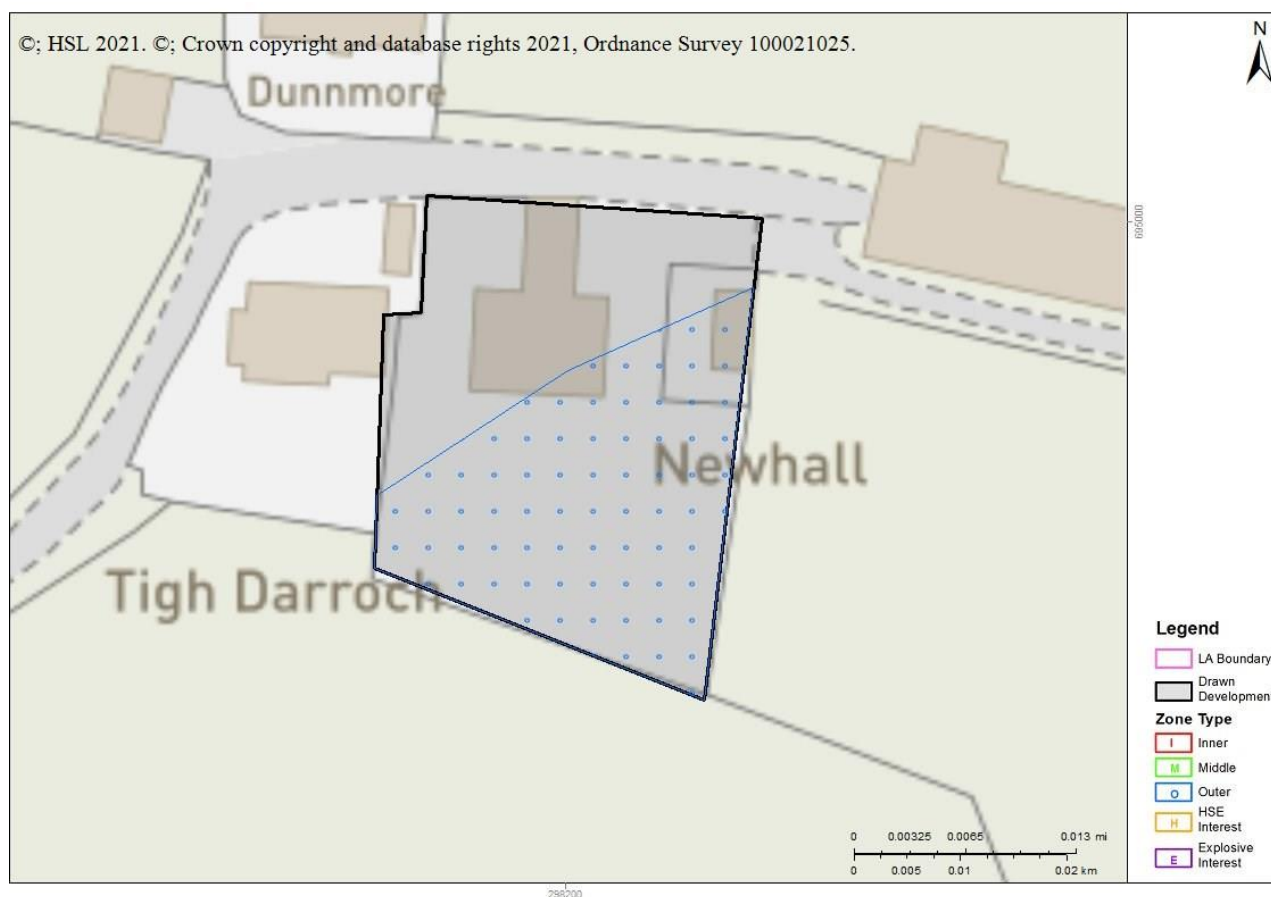 ©; HSL 2021. ©; Crown copyright and database rights 2021, Ordnance Survey 100021025.
N
Dunnmore
695000
Newhall
Tigh Darroch
Legend
LA Boundary
Drawn
Developmen
Zone Type
I Inner
M Middle
O Outer
H HSE
Interest
E Explosive
Interest
0 0.00325 0.0065 0.013 mi
0 0.005 0.01 0.02 km
298200